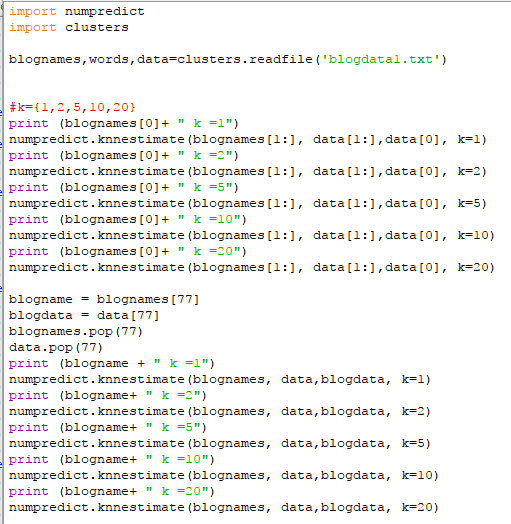 import numpredict
import clusters
blognames,words,data=clusters.readfile('blogdata1.txt')
#k={1,2,5,10,20}
print (blognames[0]+ " k =1")
numpredict.knnestimate(blognames[1:], data[1:],data[0], k=1)
print (blognames[0]+ " k =2")
numpredict.knnestimate(blognames[1:], data[1:],data[0], k=2)
print (blognames[0]+ " k =5")
numpredict.knnestimate(blognames[1:], data[1:],data[0], k=5)
print (blognames[0]+ " k =10")
numpredict.knnestimate(blognames[1:], data[1:],data[0], k=10)
print (blognames[0]+ " k =20")
numpredict.knnestimate(blognames[1:], data[1:],data[0], k=20)
blogname = blognames[77]
blogdata = data[77]
blognames.pop(77)
data.pop(77)
print (blogname + " k =1")
numpredict.knnestimate(blognames, data,blogdata, k=1)
print (blogname+ " k =2")
numpredict.knnestimate(blognames, data,blogdata, k=2)
print (blogname+ " k =5")
numpredict.knnestimate(blognames, data,blogdata, k=5)
print (blogname+ " k =10")
numpredict.knnestimate(blognames, data,blogdata, k=10)
print (blogname+ " k =20")
numpredict.knnestimate(blognames, data,blogdata, k=20)